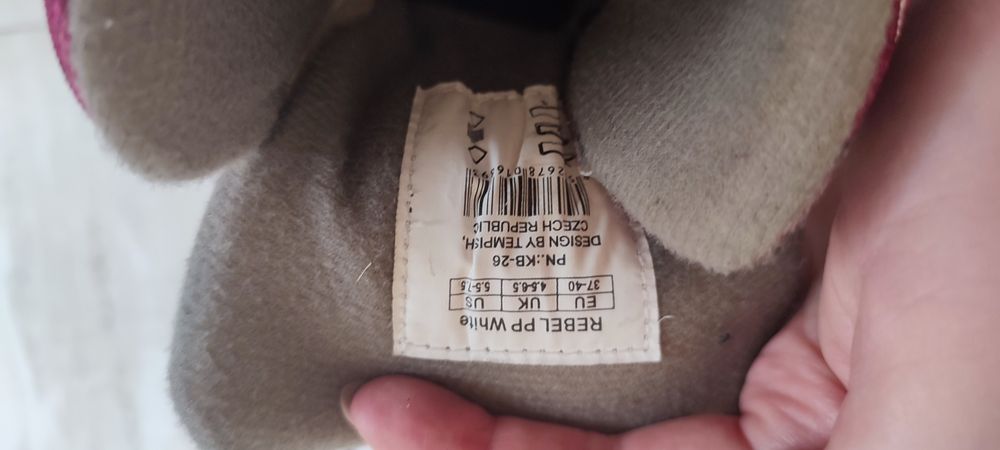 REBEL PP White
EU UK US
37-40 4.5-6.5 5.5-7.5
PN.:KB-26
DESIGN BY TEMPISH,
CZECH REPUBLIC